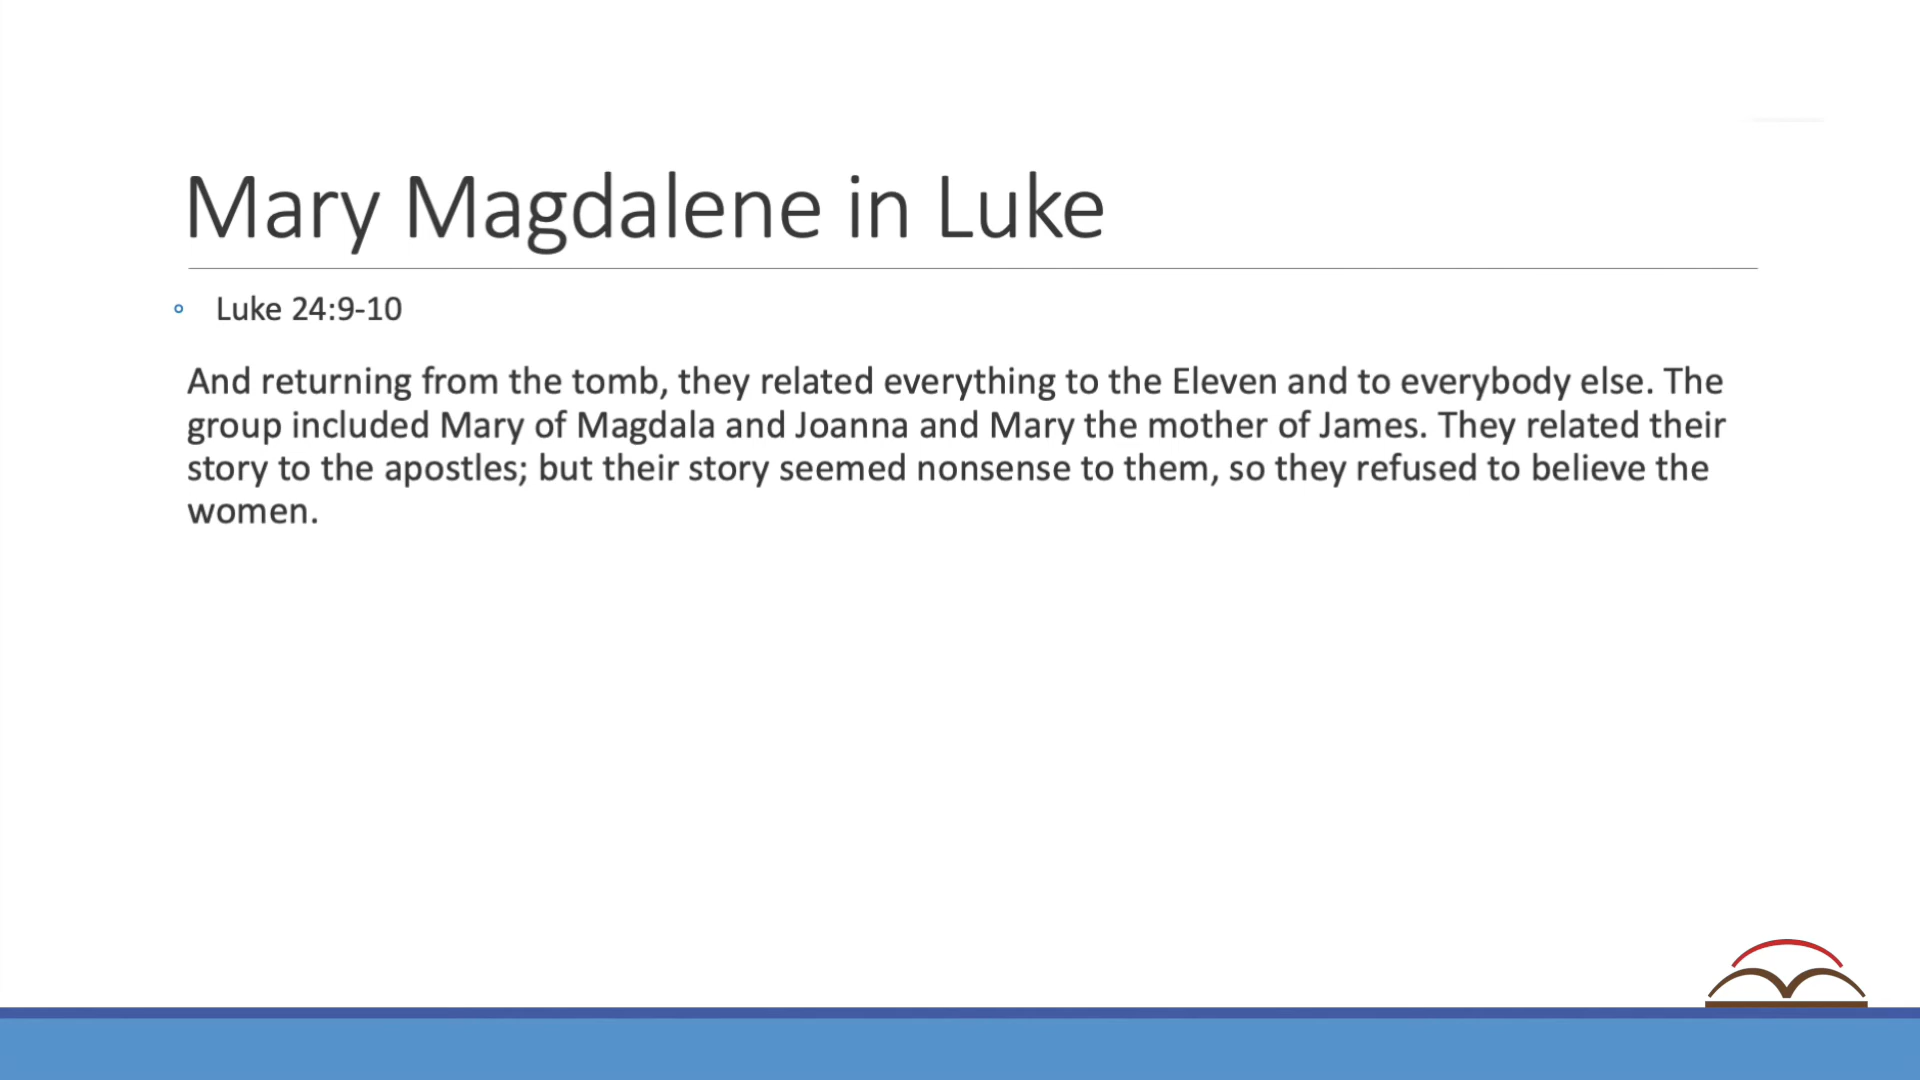 Mary Magdalene in Luke
Luke 24:9-10
And returning from the tomb, they related everything to the Eleven and to everybody else. The
group included Mary of Magdala and Joanna and Mary the mother of James. They related their
story to the apostles; but their story seemed nonsense to them, so they refused to believe the
women.